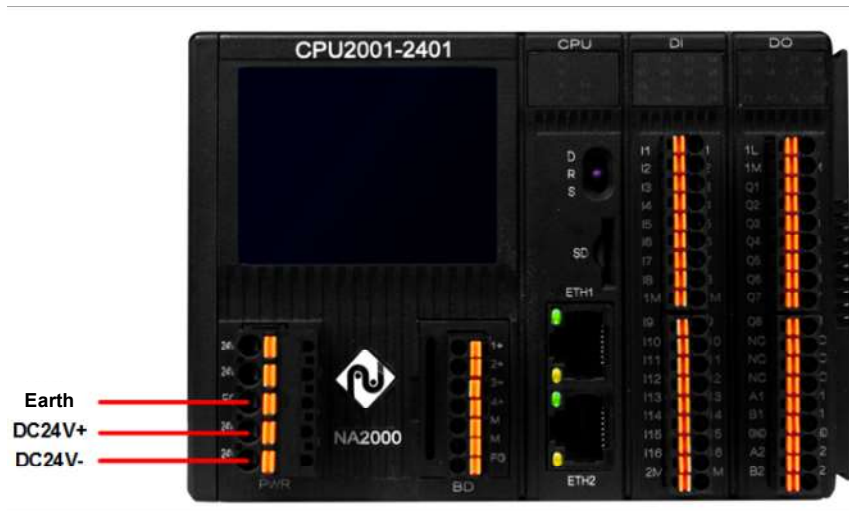 CPU2001-2401
CPU
DI
DO
D
R
S
SD
ETH1
ETH2
I1
I2
I3
I4
I5
I6
I7
I8
1M
I9
I10
I11
I12
I13
I14
I15
I16
2M
1L
1M
Q1
Q2
Q3
Q4
Q5
Q6
Q7
Q8
NC
NC
NC
A1
B1
GND
A2
B2
1+
2+
3+
4+
M
M
FG
Earth
DC24V+
DC24V-
NA2000
PWR
BD